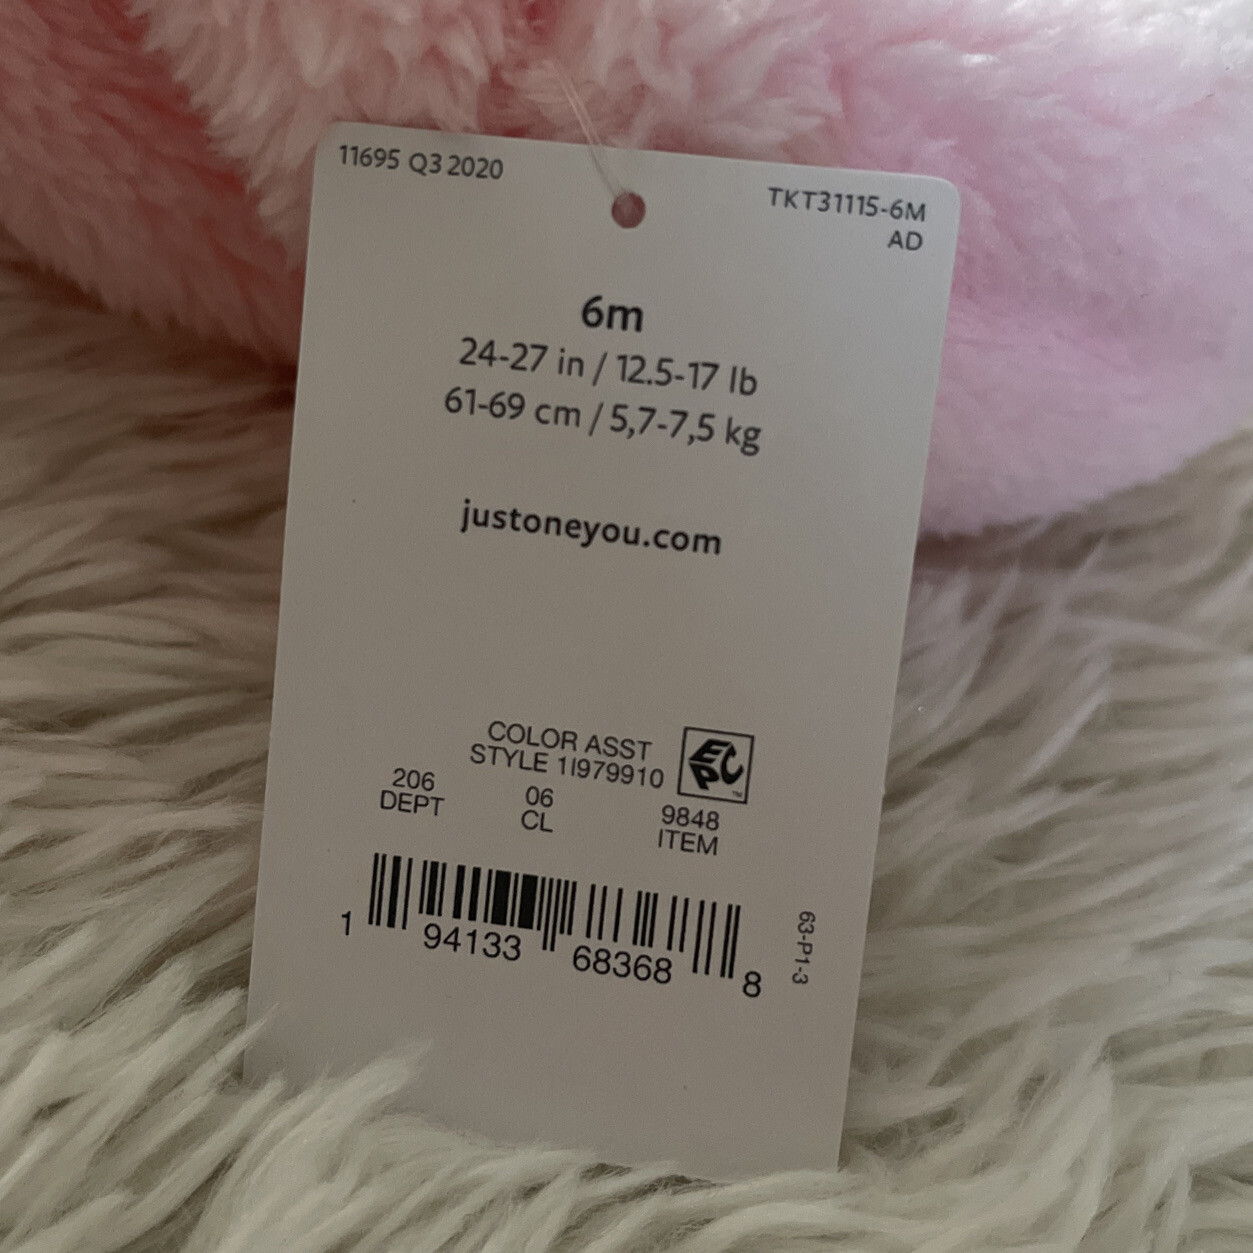 11695 Q3 2020
TKT31115-6M
AD
6m
24-27 in / 12.5-17 lb
61-69 cm / 5,7-7,5 kg
justoneyou.com
COLOR ASST
STYLE 1I979910
EPC
TM
206
DEPT
06
CL
9848
ITEM
1 94133 68368 8
63-P1-3